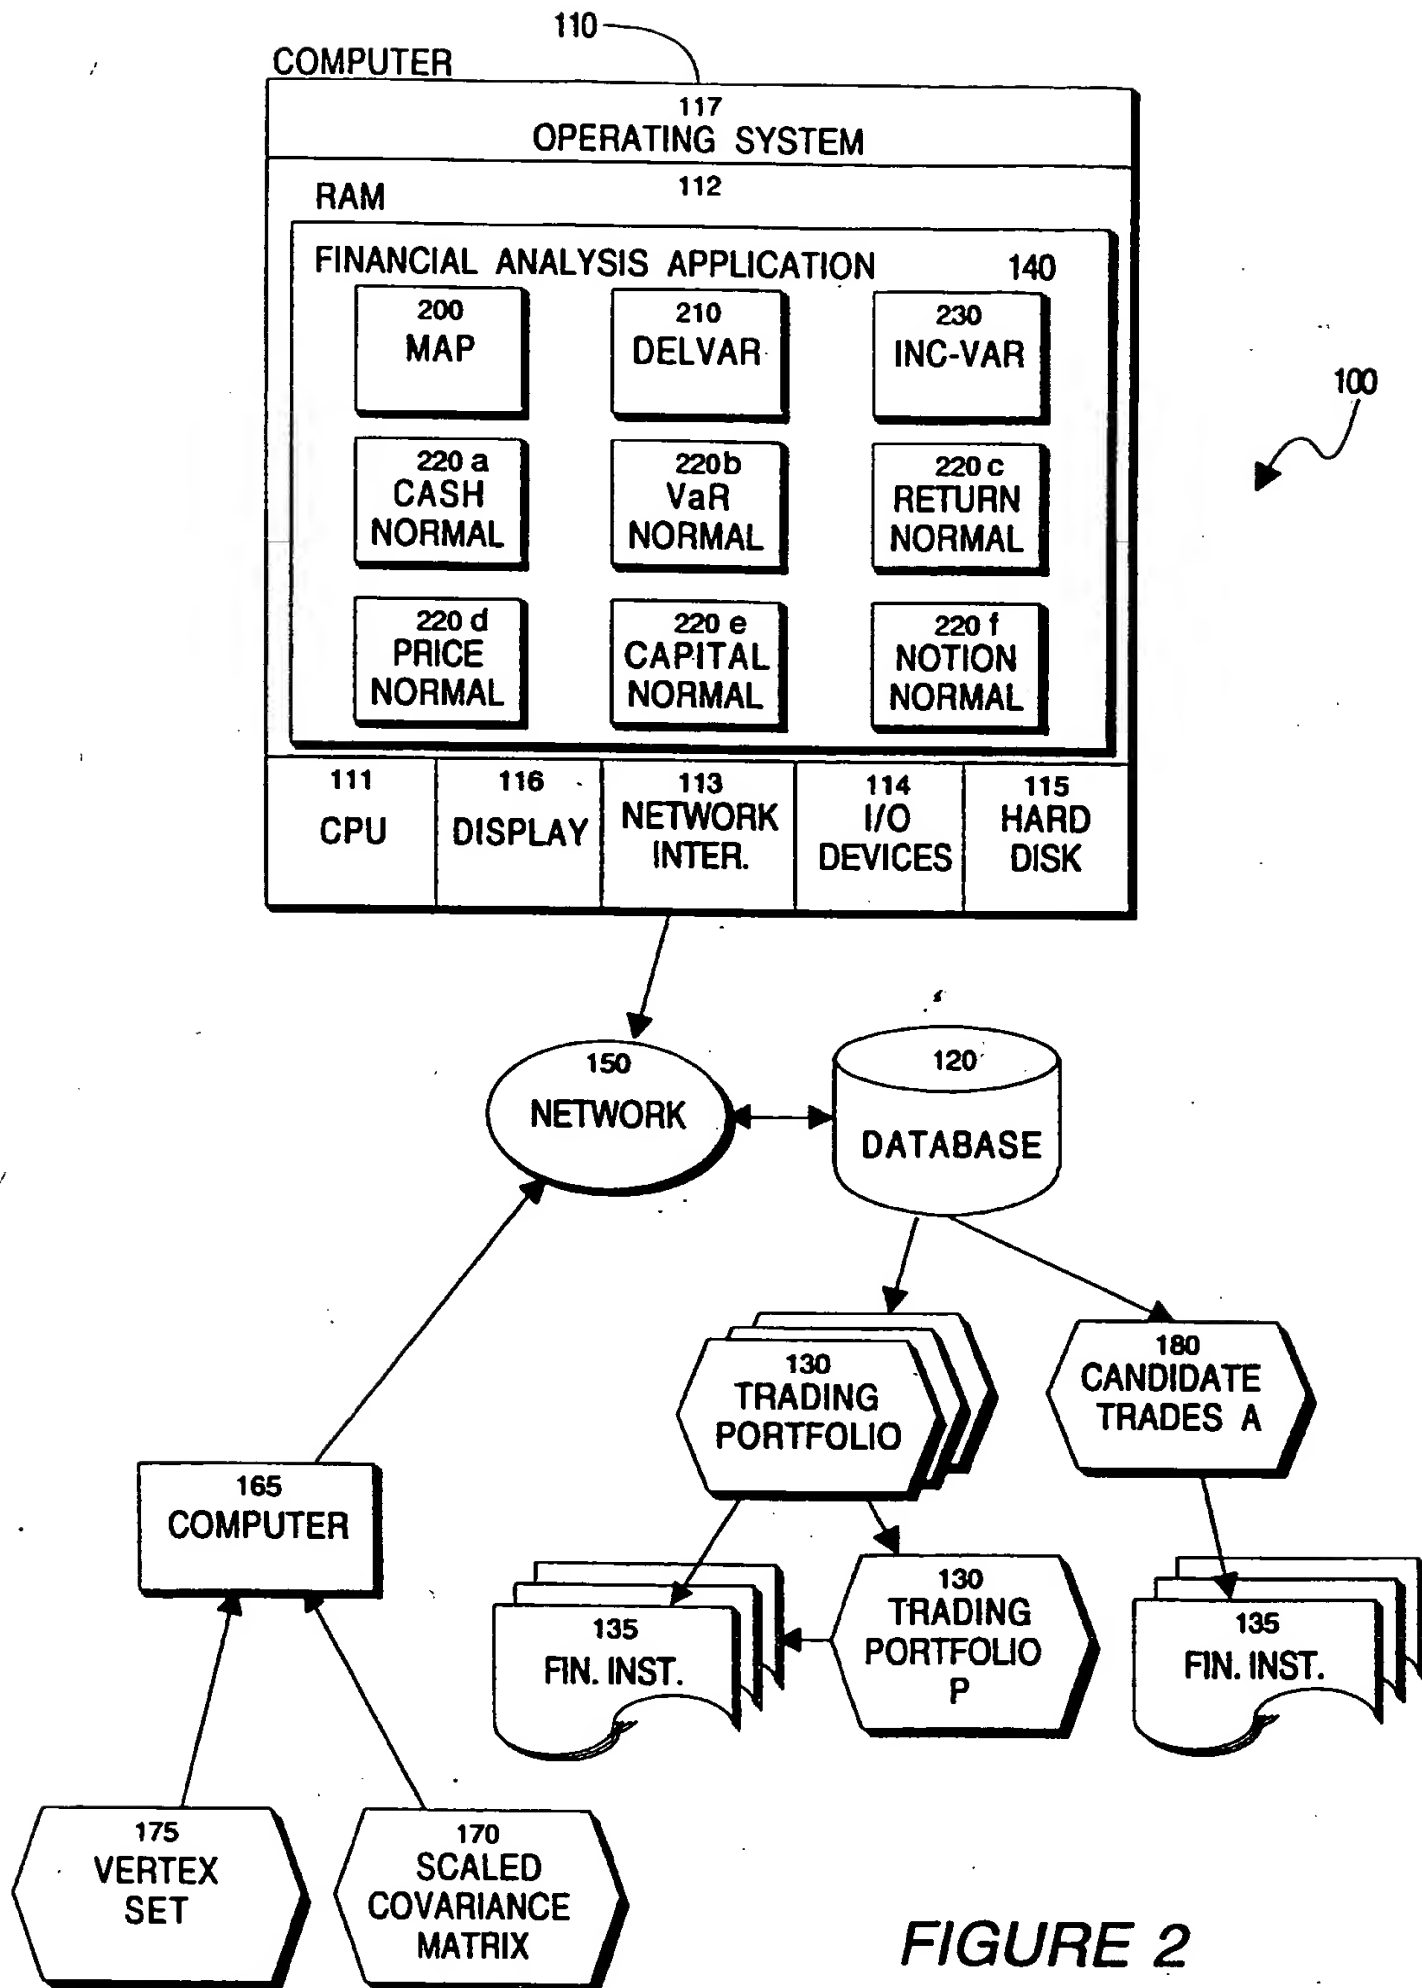 110
COMPUTER
117
OPERATING SYSTEM
RAM 112
FINANCIAL ANALYSIS APPLICATION 140
200
MAP
210
DELVAR
230
INC-VAR
100
220 a
CASH
NORMAL
220b
VaR
NORMAL
220 c
RETURN
NORMAL
220 d
PRICE
NORMAL
220 e
CAPITAL
NORMAL
220 f
NOTION
NORMAL
111
CPU
116
DISPLAY
113
NETWORK
INTER.
114
I/O
DEVICES
115
HARD
DISK
150
NETWORK
120
DATABASE
130
TRADING
PORTFOLIO
180
CANDIDATE
TRADES A
165
COMPUTER
135
FIN. INST.
130
TRADING
PORTFOLIO
P
135
FIN. INST.
175
VERTEX
SET
170
SCALED
COVARIANCE
MATRIX
FIGURE 2